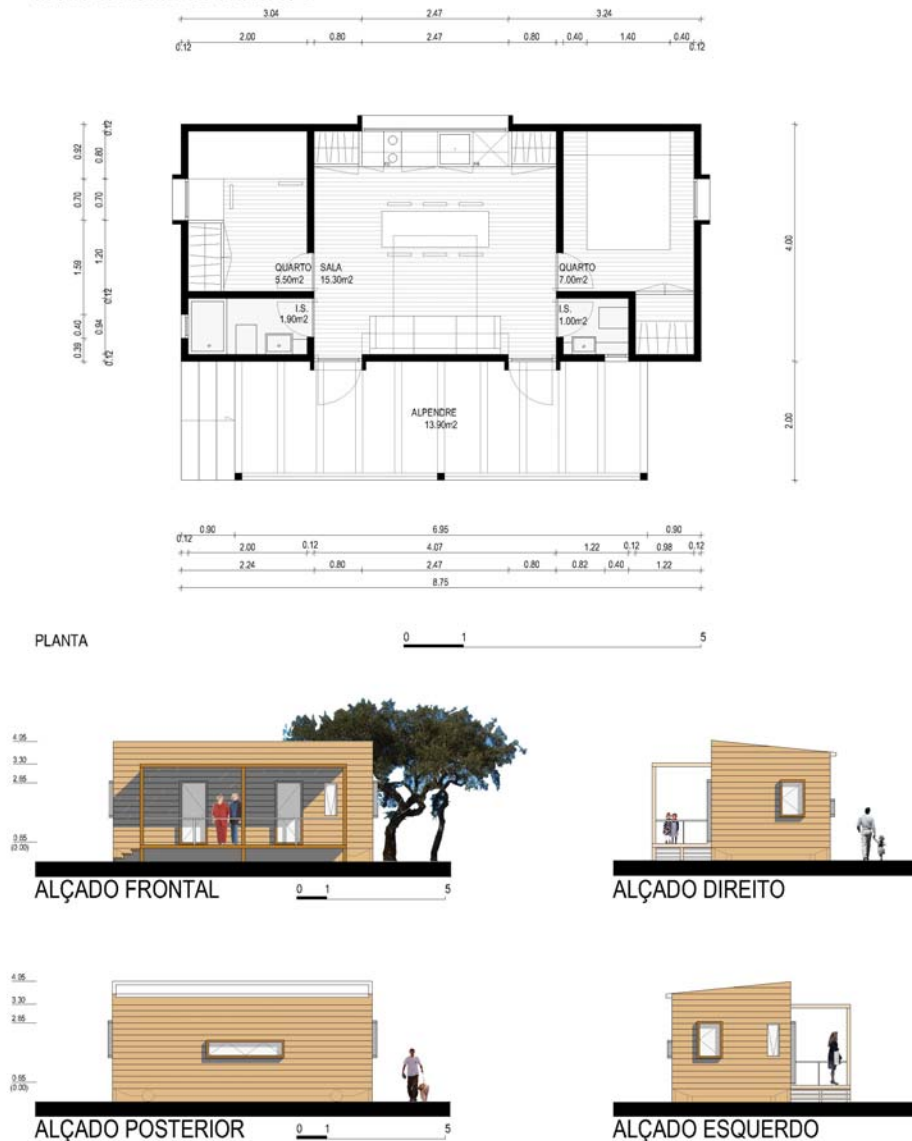 3.04 2.47 3.24
0.12 2.00 0.80 2.47 0.80 0.40 1.40 0.40 0.12
0.92 0.70 1.59 0.40 0.39
0.12 0.80 0.70 1.20 0.12 0.94 0.12
4.00
2.00
QUARTO
5.50m2
SALA
15.30m2
QUARTO
7.00m2
I.S.
1.90m2
I.S.
1.00m2
ALPENDRE
13.90m2
0.90 6.95 0.90
0.12 2.00 0.12 4.07 1.22 0.12 0.98 0.12
2.24 0.80 2.47 0.80 0.82 0.40 1.22
8.75
PLANTA
0 1 5
4.05
3.30
2.65
0.65
(0.00)
ALÇADO FRONTAL
0 1 5
ALÇADO DIREITO
4.05
3.30
2.65
0.65
(0.00)
ALÇADO POSTERIOR
0 1 5
ALÇADO ESQUERDO